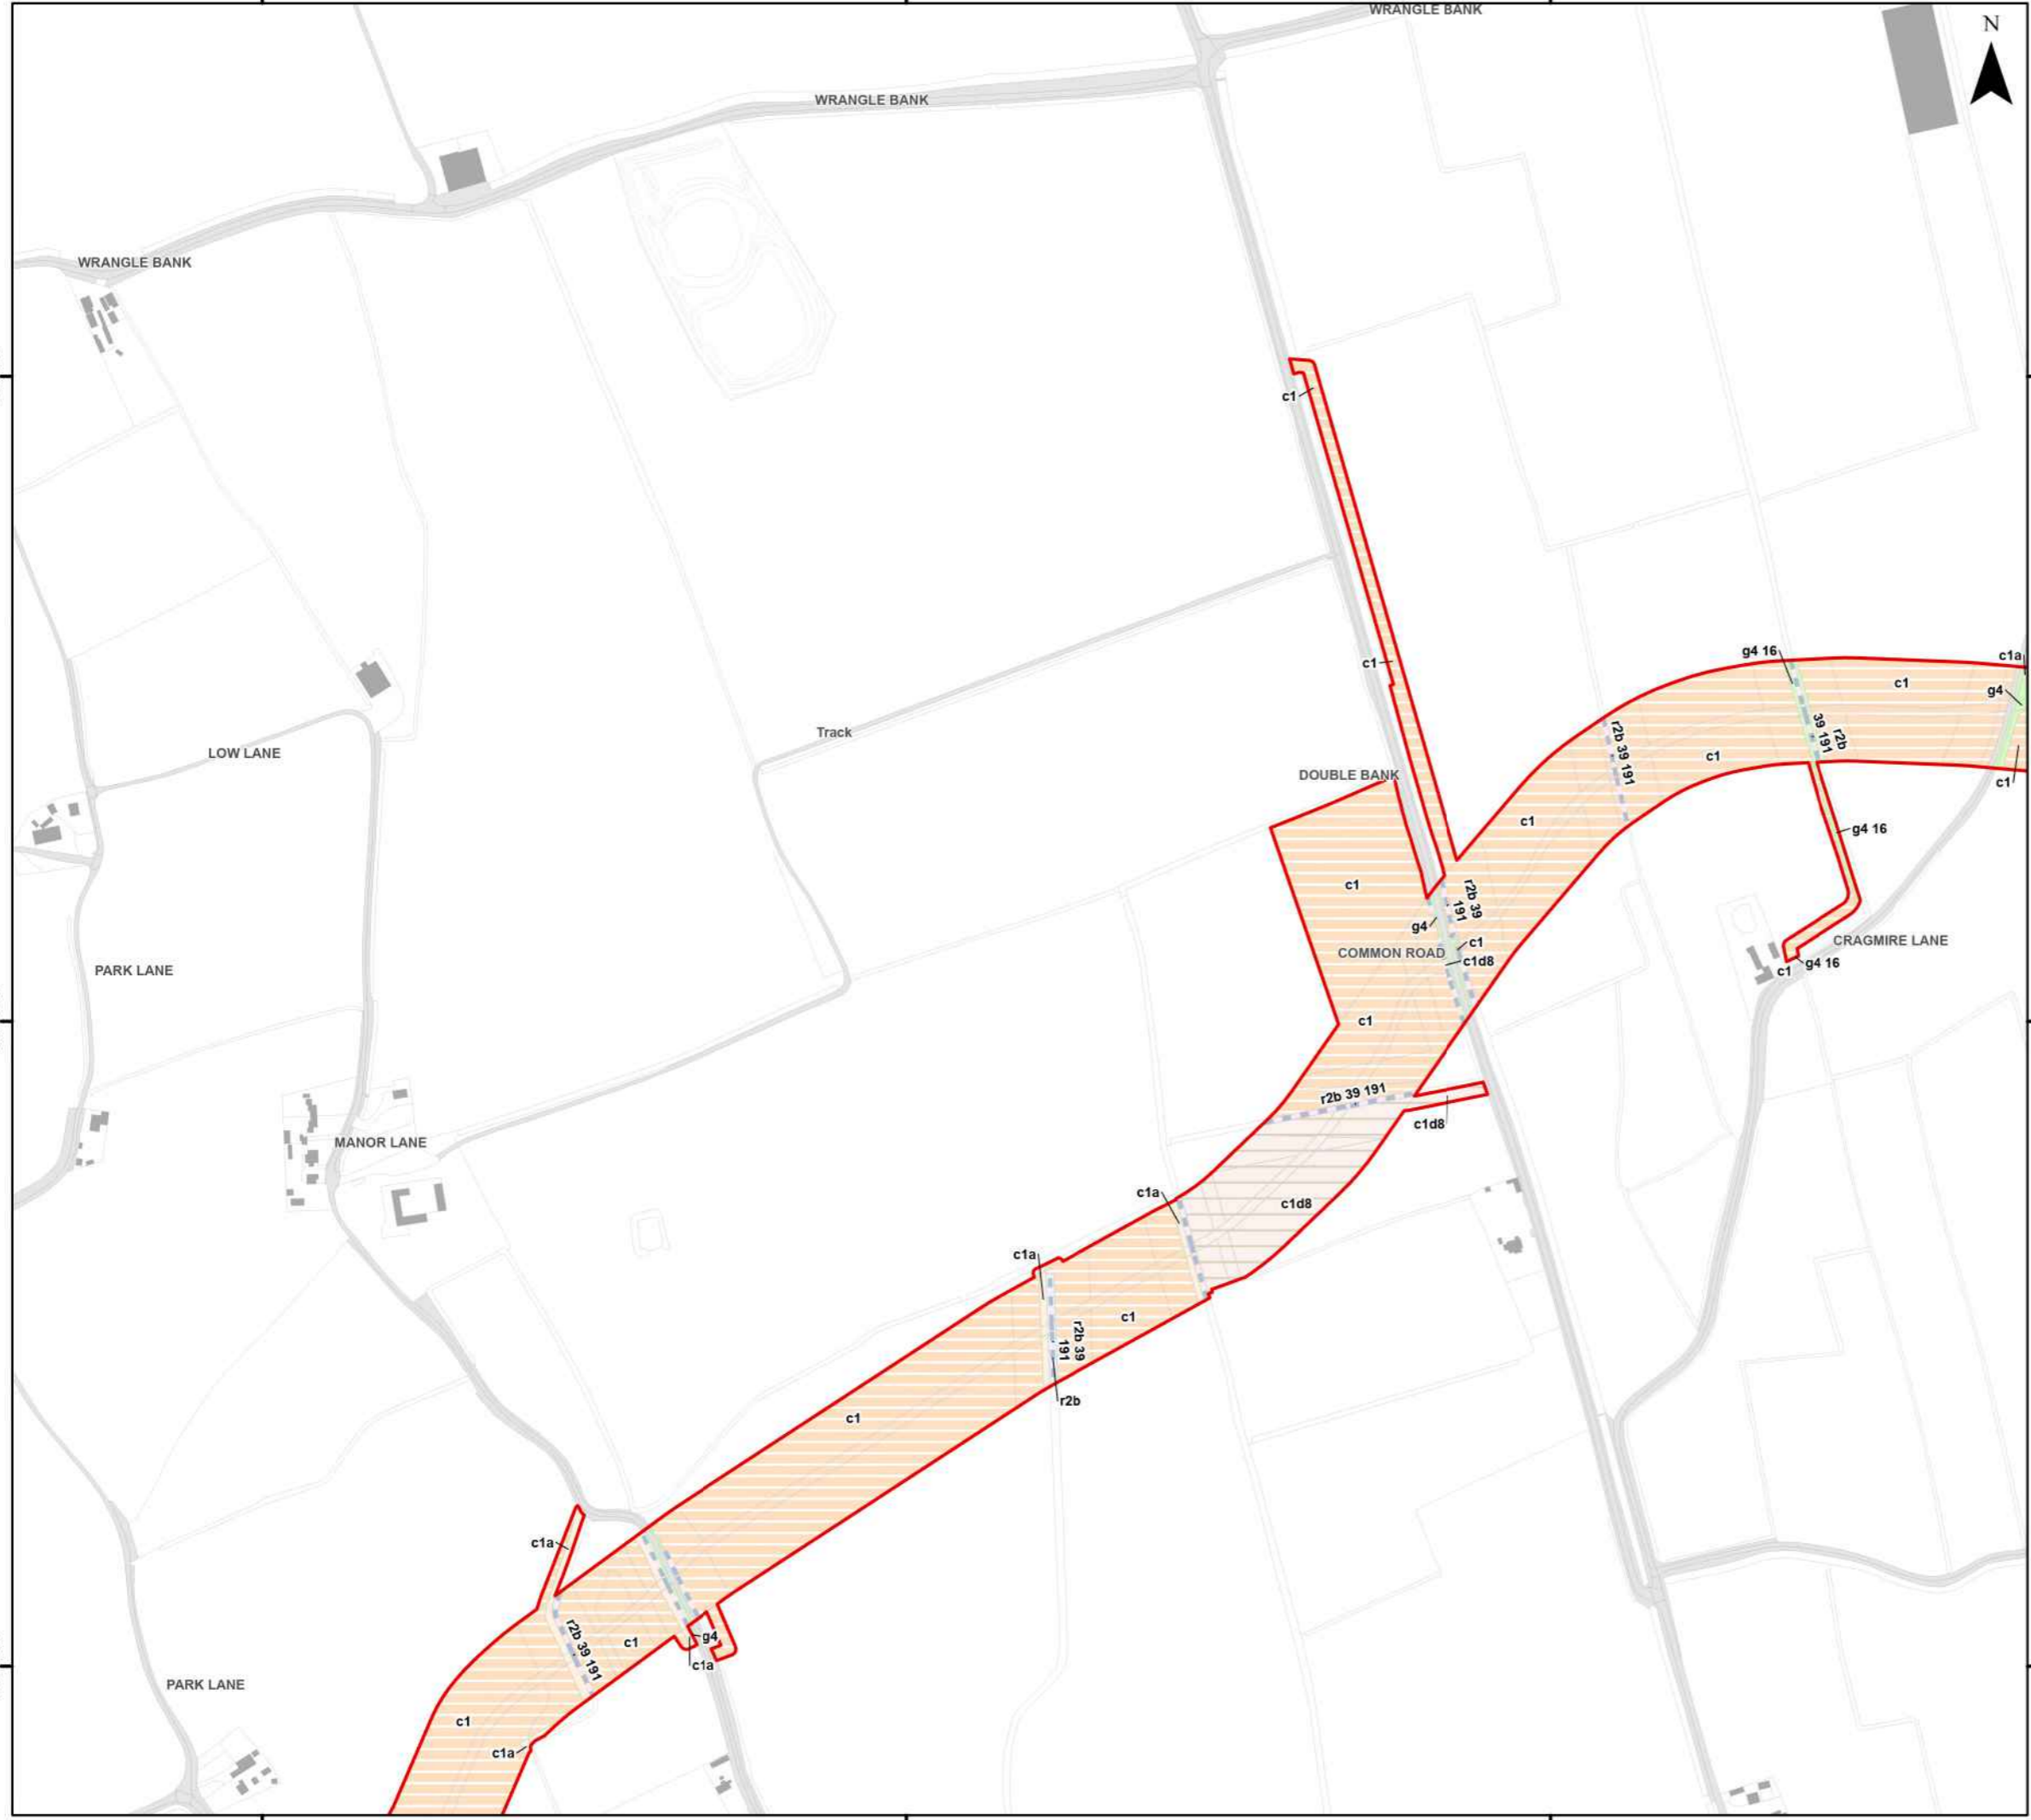 WRANGLE BANK
N
WRANGLE BANK
WRANGLE BANK
c1
c1
g4 16
c1a
c1
g4
r2b 39 191
39 191
r2b
Track
LOW LANE
DOUBLE BANK
c1
c1
c1
g4 16
c1
r2b 39
191
g4
c1
COMMON ROAD
c1d8
CRAGMIRE LANE
g4 16
c1
PARK LANE
c1
r2b 39 191
c1d8
MANOR LANE
c1a
c1d8
c1a
c1
r2b 39
191
r2b
c1
c1a
r2b 39 191
c1
g4
c1a
PARK LANE
c1
c1a